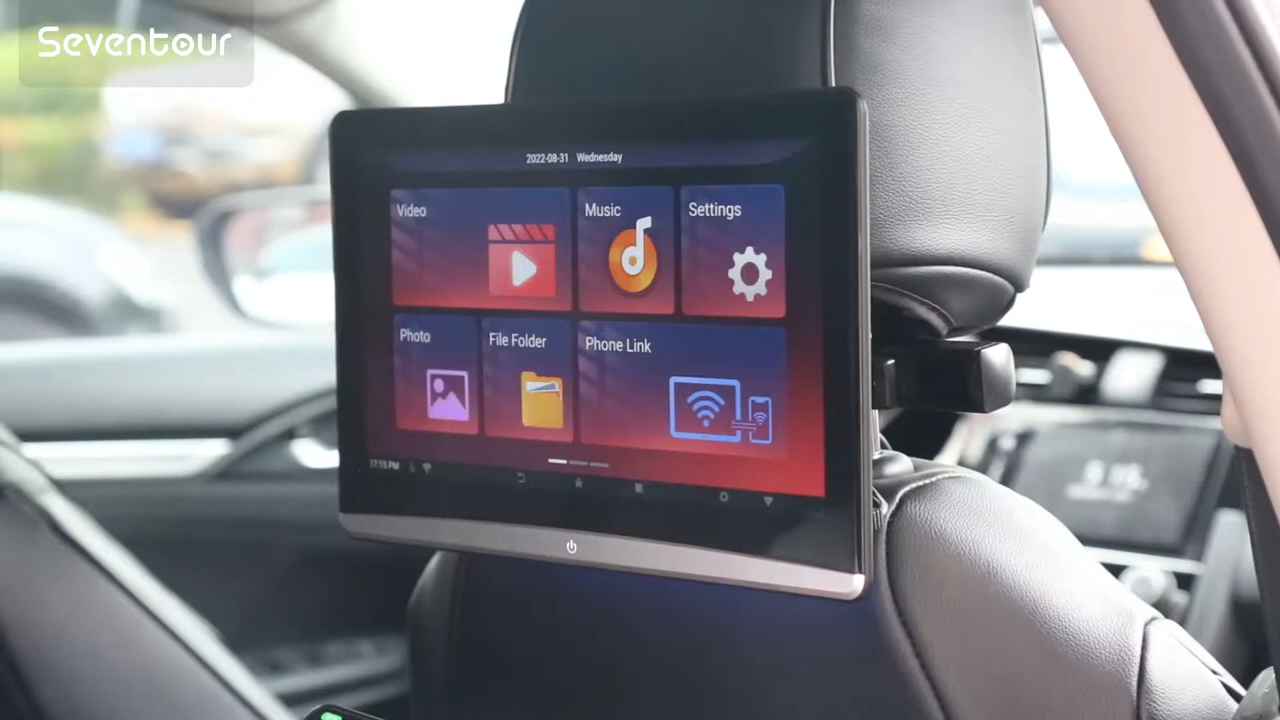 Seventour
2022-08-31 Wednesday
Video
Music
Settings
Photo
File Folder
Phone Link
17:15 PM